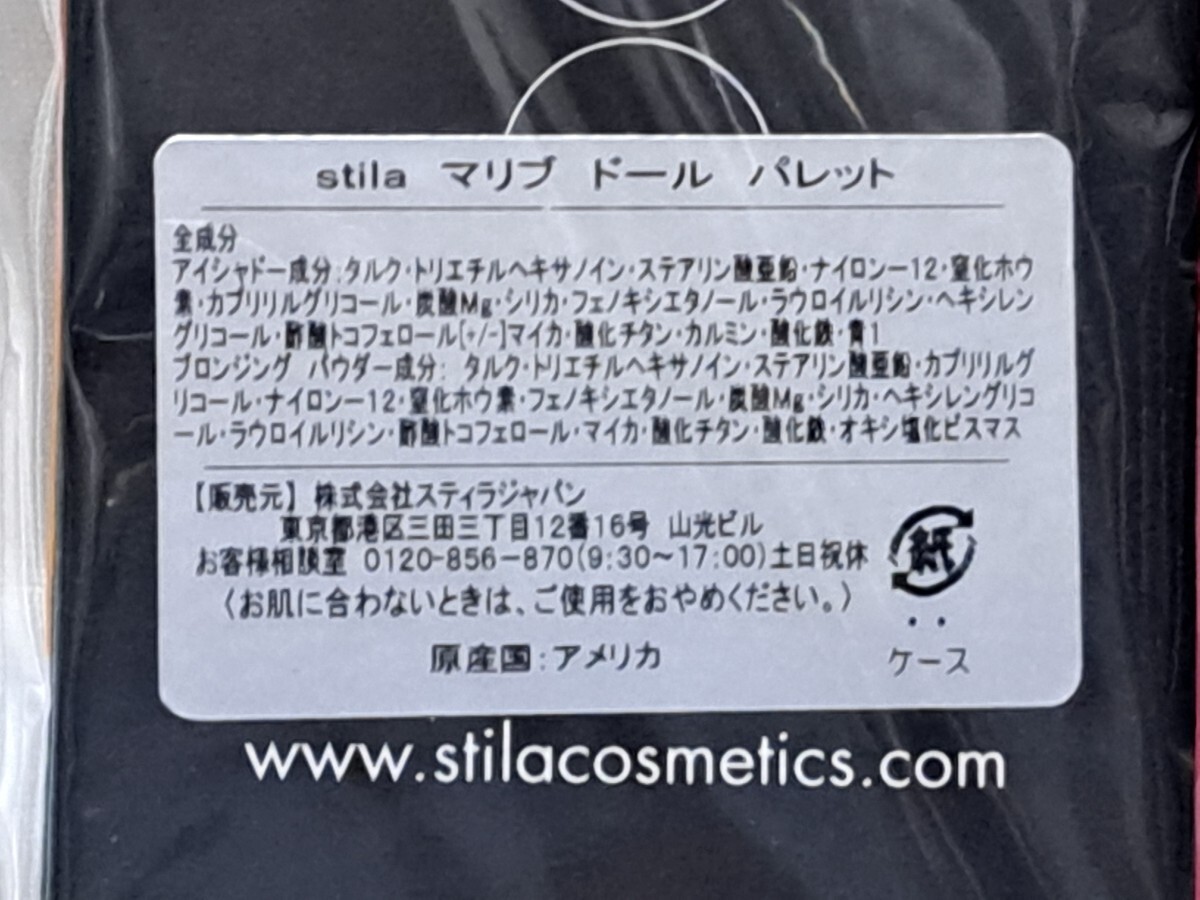 stila マリブ ドール パレット
全成分
アイシャドー成分:タルク・トリエチルヘキサノイン・ステアリン酸亜鉛・ナイロンー12・窒化ホウ
素・カプリリルグリコール・炭酸Mg・シリカ・フェノキシエタノール・ラウロイルリシン・ヘキシレン
グリコール・酢酸トコフェロール[+/-]マイカ・酸化チタン・カルミン・酸化鉄・青1
ブロンジング パウダー成分: タルク・トリエチルヘキサノイン・ステアリン酸亜鉛・カプリリルグ
リコール・ナイロンー12・窒化ホウ素・フェノキシエタノール・炭酸Mg・シリカ・ヘキシレングリコ
ール・ラウロイルリシン・酢酸トコフェロール・マイカ・酸化チタン・酸化鉄・オキシ塩化ビスマス
【販売元】 株式会社スティラジャパン
東京都港区三田三丁目12番16号 山光ビル
お客様相談室 0120-856-870(9:30〜17:00)土日祝休
(お肌に合わないときは、ご使用をおやめください。)
紙
原産国:アメリカ
ケース
www.stilacosmetics.com